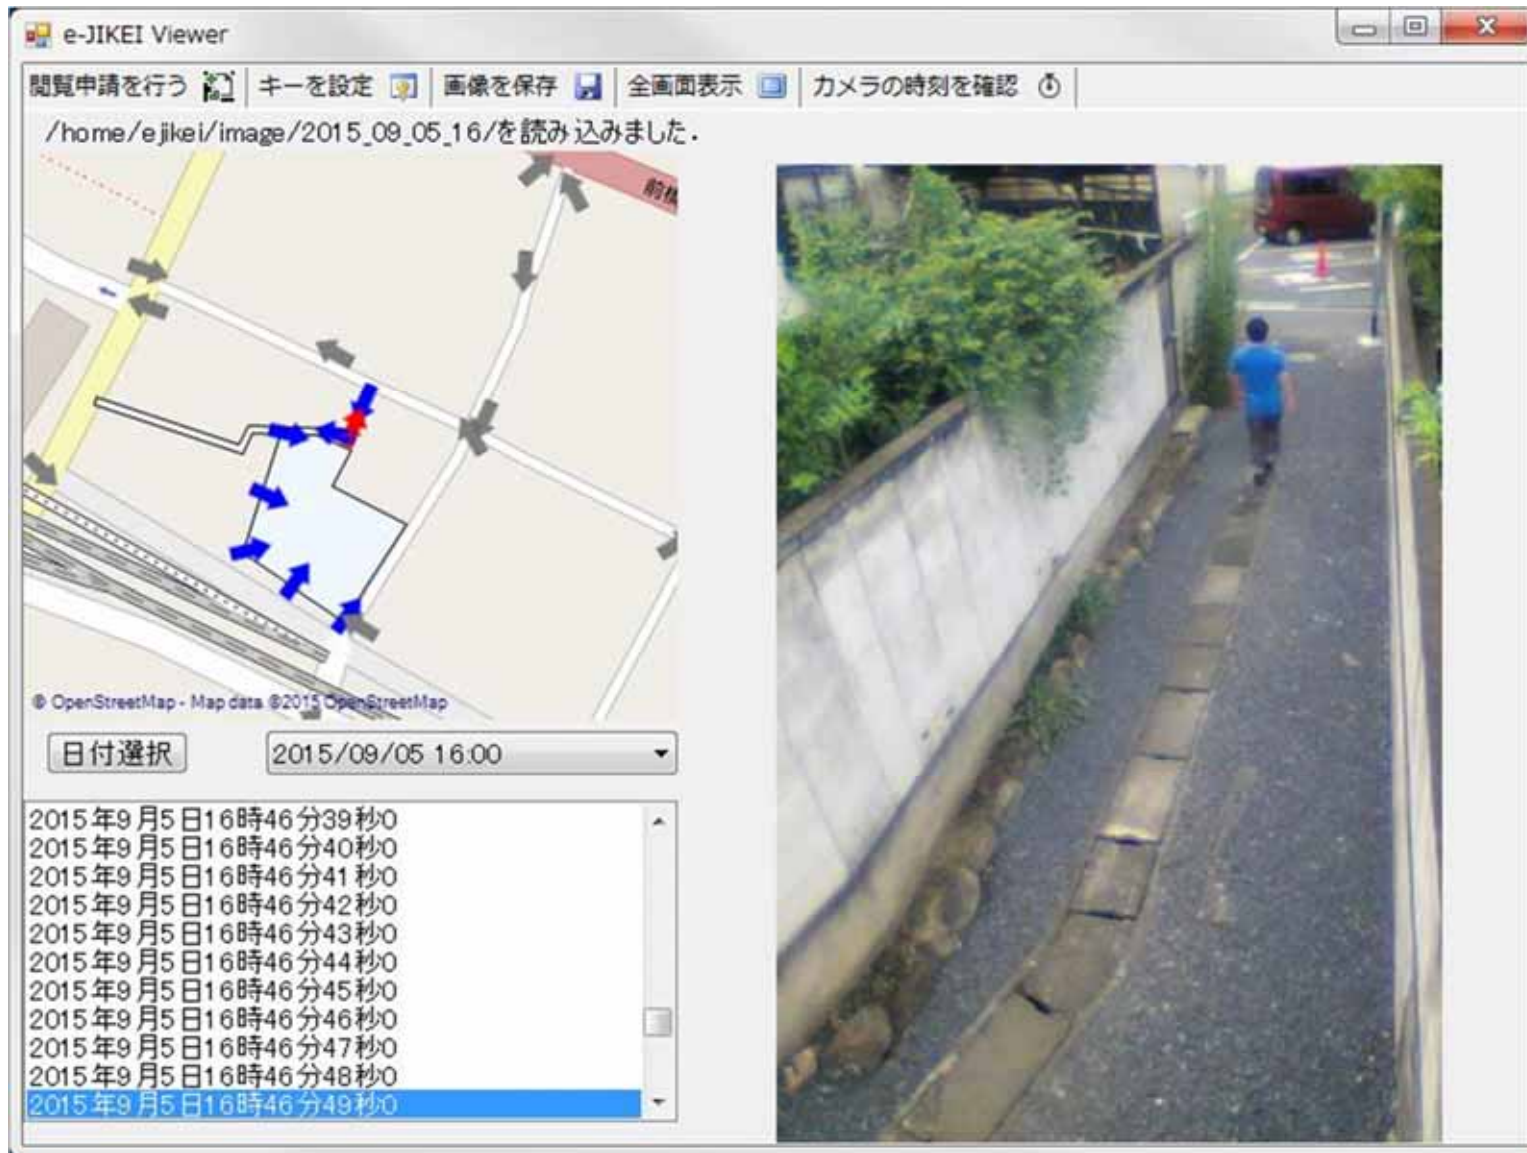 e-JIKEI Viewer
閲覧申請を行う キーを設定 画像を保存 全画面表示 カメラの時刻を確認
/home/ejikei/image/2015_09_05_16/を読み込みました.
前橋
© OpenStreetMap - Map data ©2015 OpenStreetMap
日付選択 2015/09/05 16:00
2015年9月5日16時46分39秒0
2015年9月5日16時46分40秒0
2015年9月5日16時46分41秒0
2015年9月5日16時46分42秒0
2015年9月5日16時46分43秒0
2015年9月5日16時46分44秒0
2015年9月5日16時46分45秒0
2015年9月5日16時46分46秒0
2015年9月5日16時46分47秒0
2015年9月5日16時46分48秒0
2015年9月5日16時46分49秒0